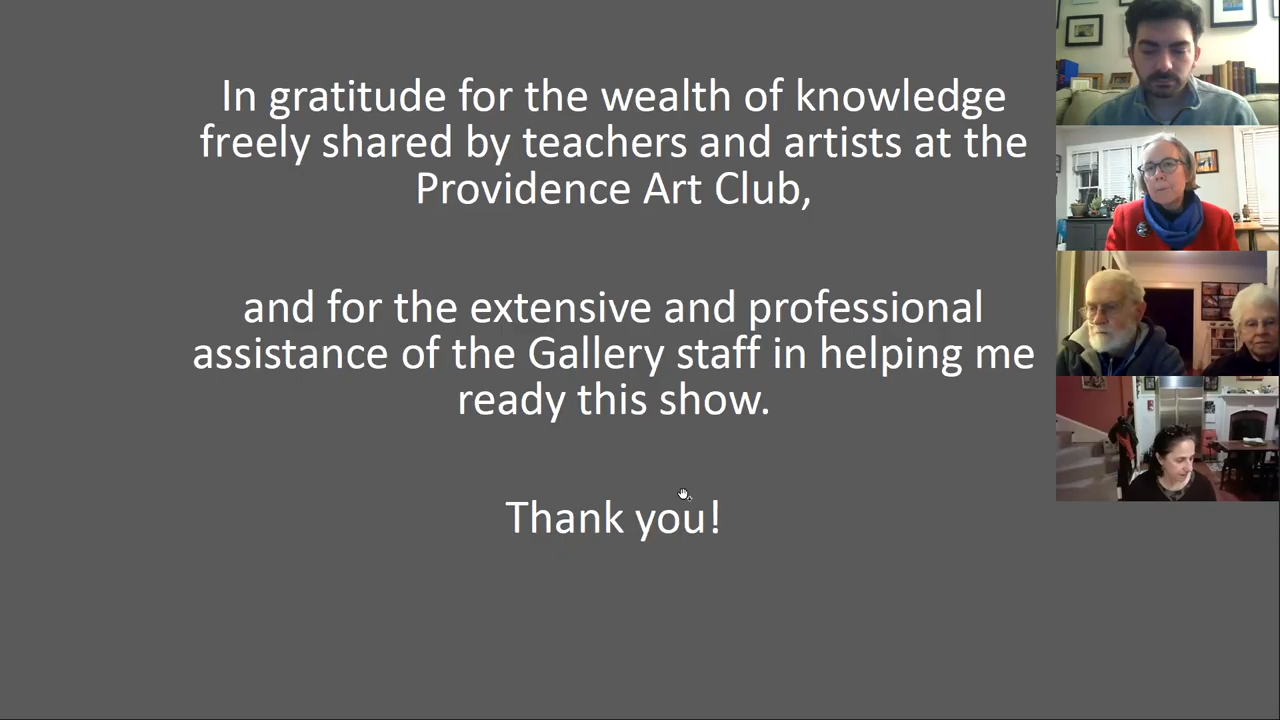 In gratitude for the wealth of knowledge
freely shared by teachers and artists at the
Providence Art Club,
and for the extensive and professional
assistance of the Gallery staff in helping me
ready this show.
Thank you!